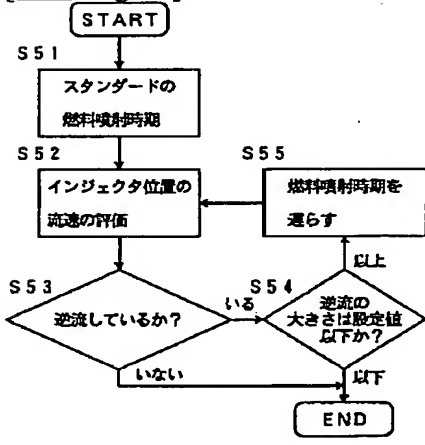 START
S51
スタンダードの
燃料噴射時期
S52
インジェクタ位置の
流速の評価
S55
燃料噴射時期を
遅らす
S53
逆流しているか?
いる
いない
S54
逆流の
大きさは設定値
以下か?
以上
以下
END